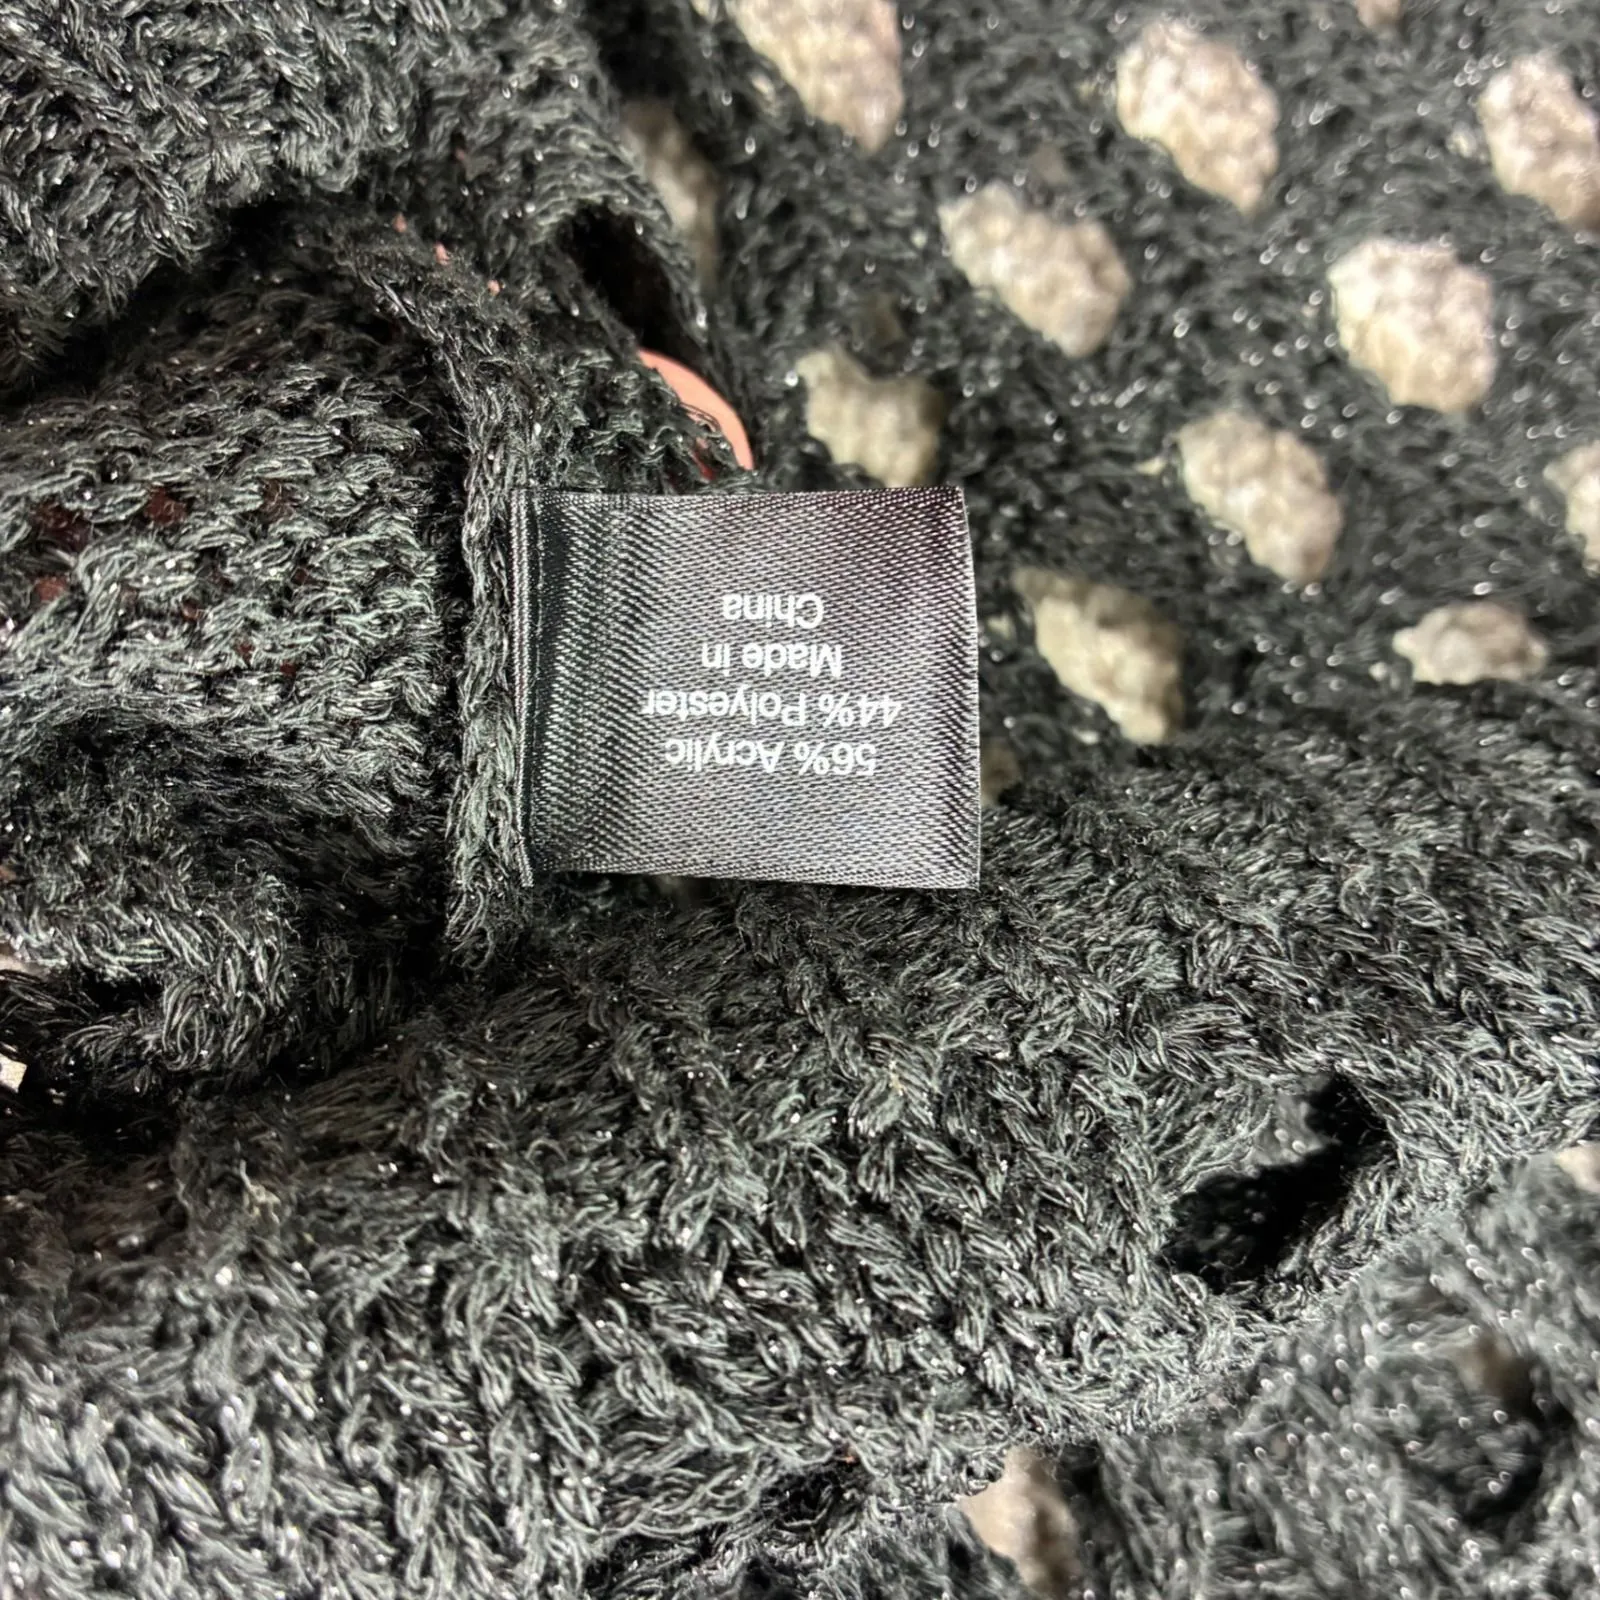 56% Acrylic
44% Polyester
Made in
China